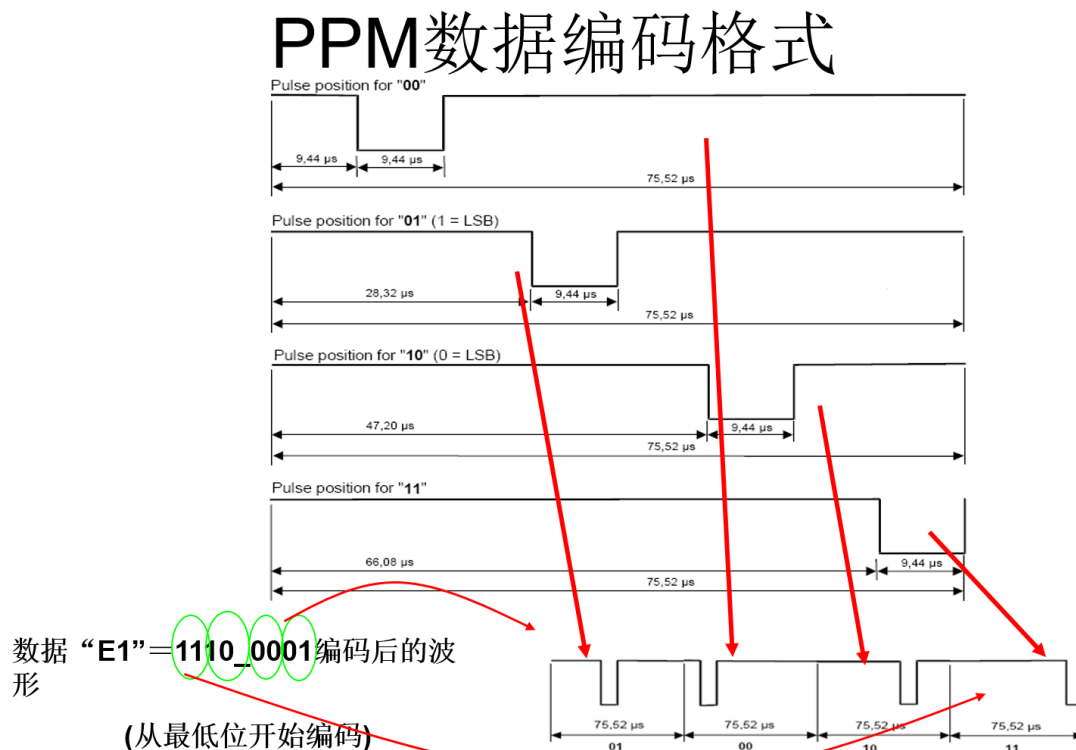 PPM数据编码格式
Pulse position for "00"
9,44 µs 9,44 µs
75,52 µs
Pulse position for "01" (1 = LSB)
28,32 µs 9,44 µs
75,52 µs
Pulse position for "10" (0 = LSB)
47,20 µs 9,44 µs
75,52 µs
Pulse position for "11"
66,08 µs 9,44 µs
75,52 µs
数据“E1”＝1110_0001编码后的波
形
(从最低位开始编码)
75,52 µs 75,52 µs 75,52 µs 75,52 µs
01 00 10 11